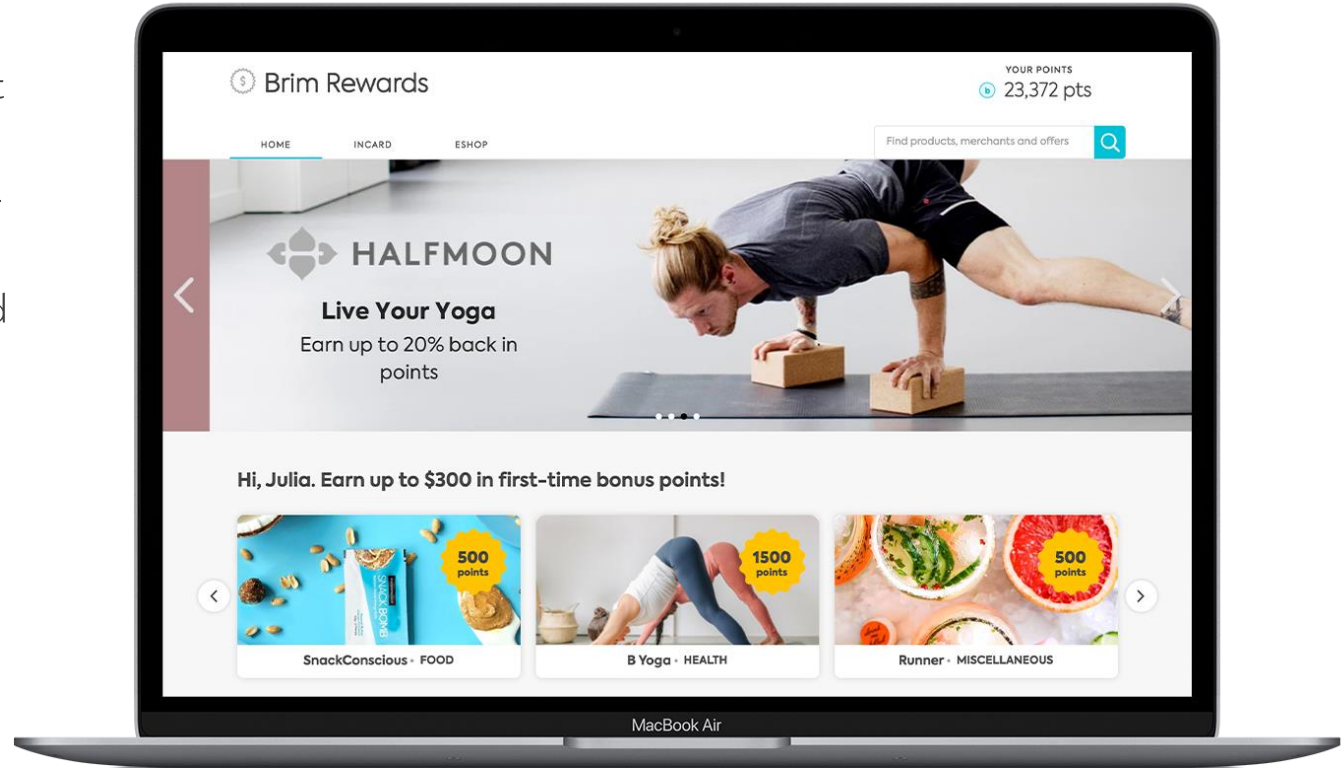 Brim Rewards
YOUR POINTS
b 23,372 pts
HOME INCARD ESHOP
Find products, merchants and offers
HALFMOON
Live Your Yoga
Earn up to 20% back in
points
Hi, Julia. Earn up to $300 in first-time bonus points!
500
points
SNACK BOMB
1500
points
500
points
SnackConscious · FOOD
B Yoga · HEALTH
Runner · MISCELLANEOUS
MacBook Air